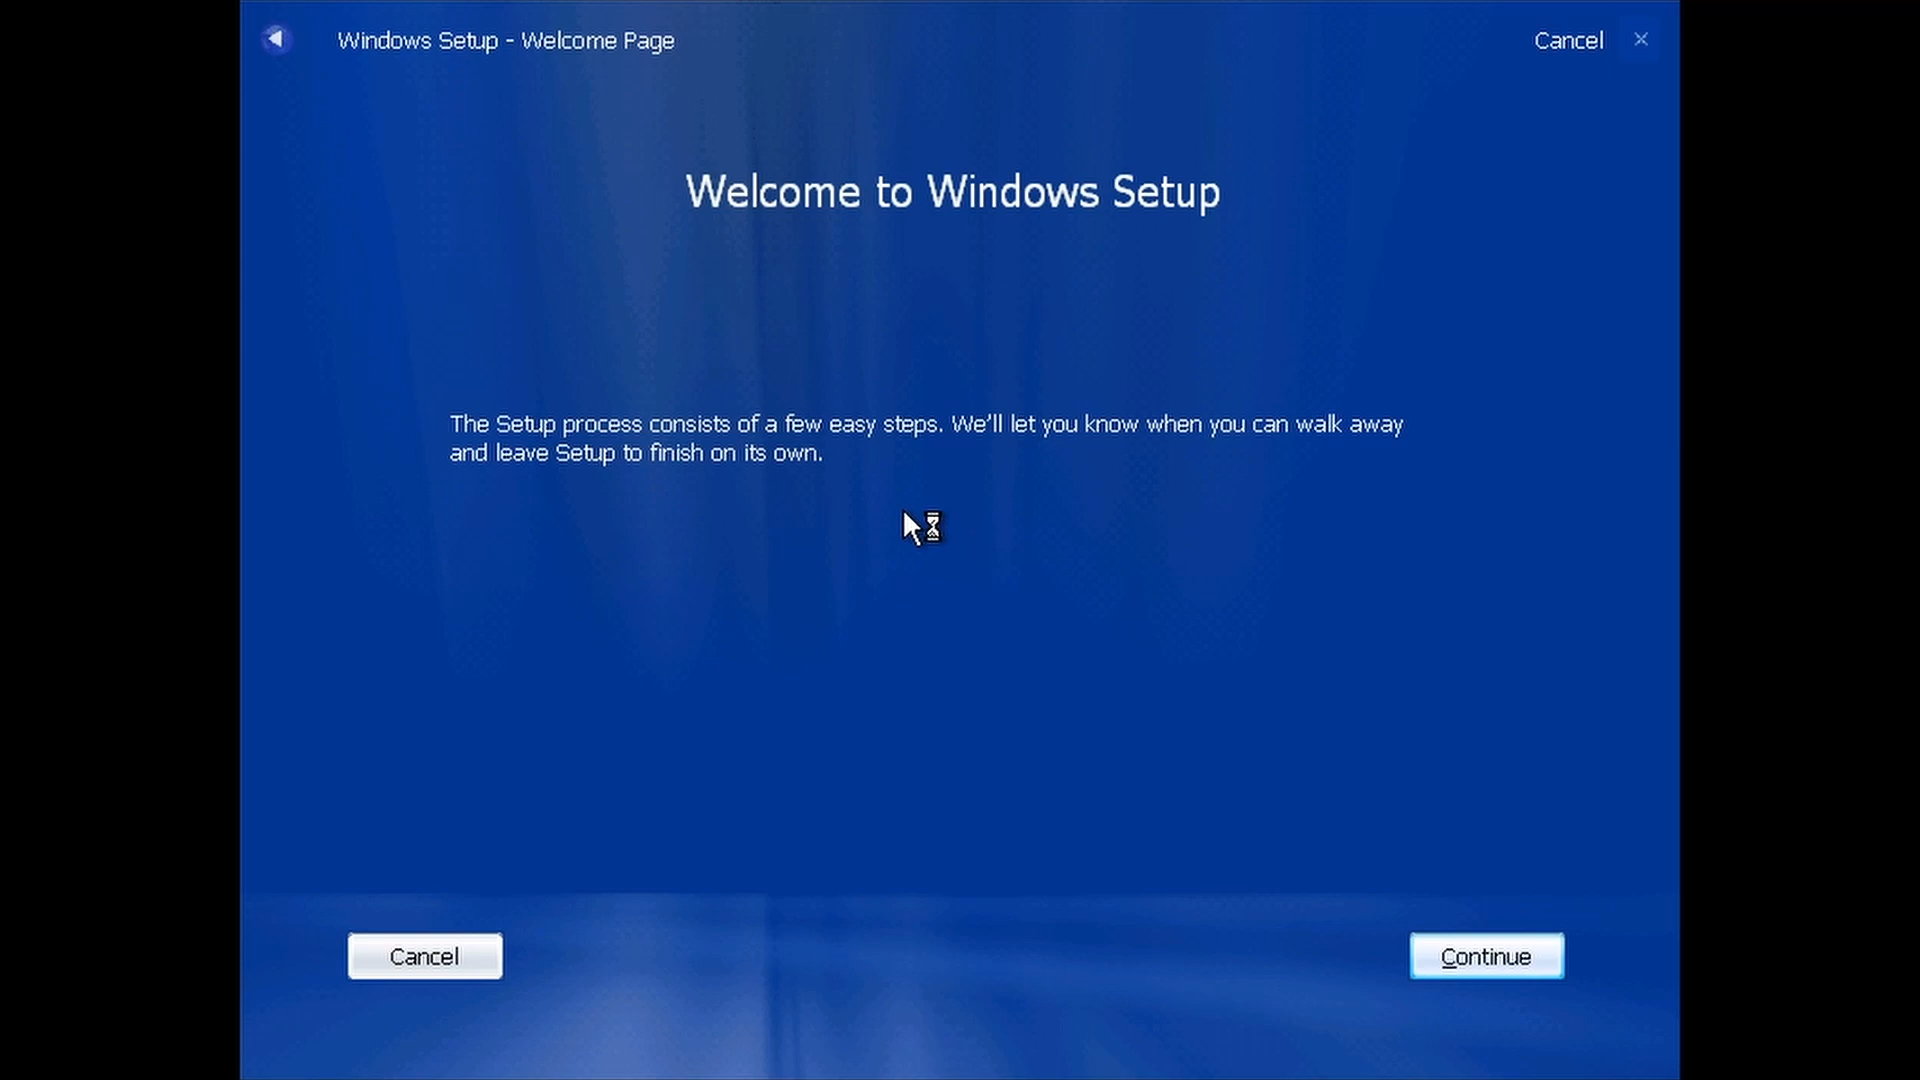 Windows Setup - Welcome Page
Cancel
Welcome to Windows Setup
The Setup process consists of a few easy steps. We'll let you know when you can walk away
and leave Setup to finish on its own.
Cancel
Continue